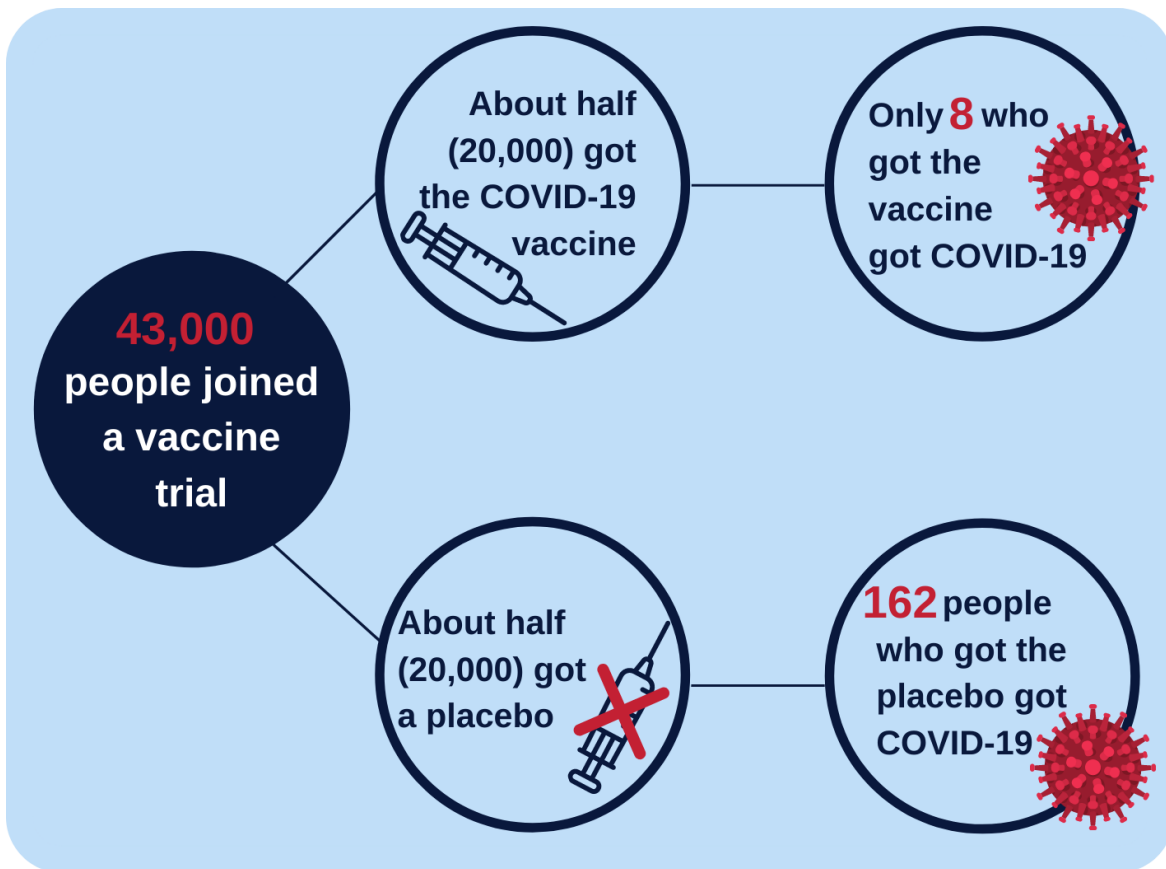 43,000
people joined
a vaccine
trial
About half
(20,000) got
the COVID-19
vaccine
Only 8 who
got the
vaccine
got COVID-19
About half
(20,000) got
a placebo
162 people
who got the
placebo got
COVID-19